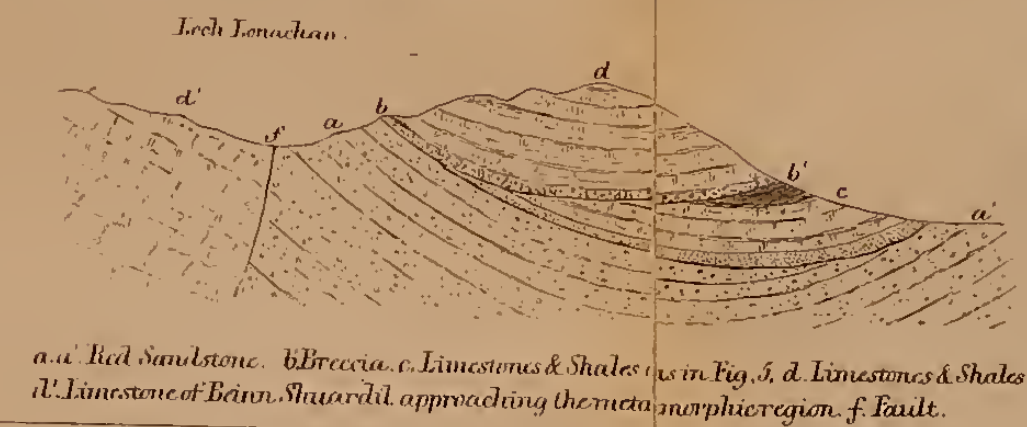 Loch Lonachan.
d
d'
b
f
a
b'
c
a'
a.a'. Red Sandstone. b. Breccia. c. Limestones & Shales as in Fig. 5. d. Limestones & Shales
d'. Limestone of Beinn Shuardil approaching the metamorphic region. f. Fault.